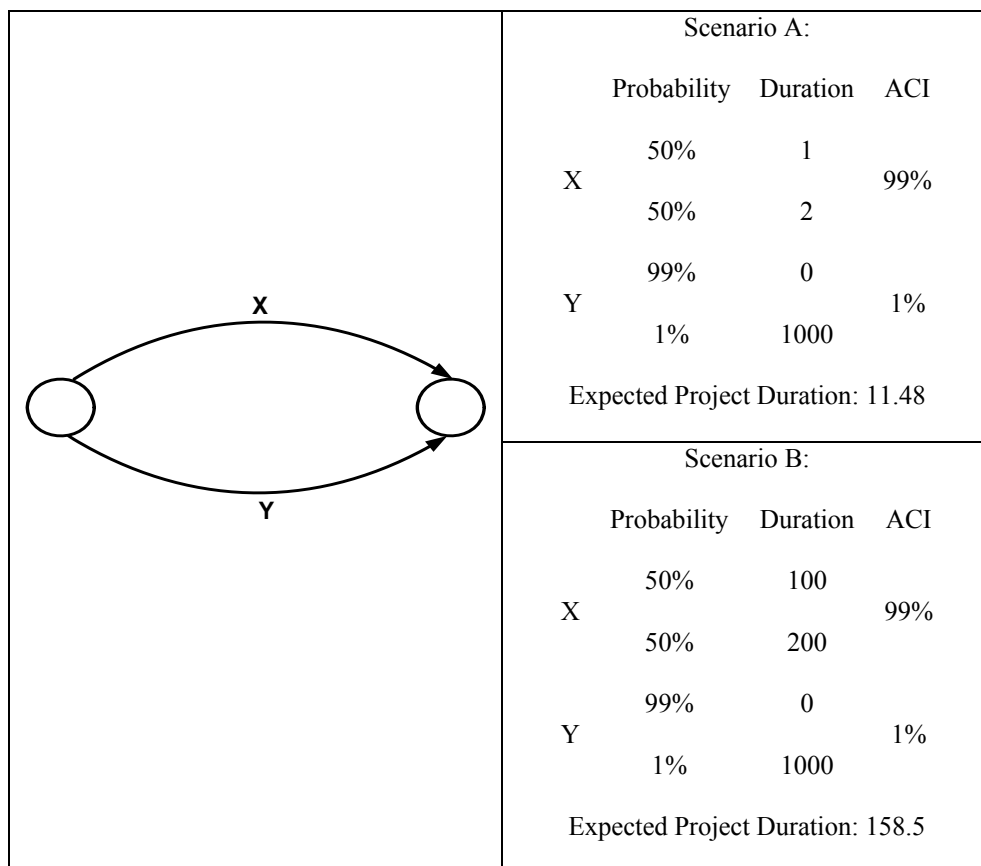 X
Y
Scenario A:
Probability Duration ACI
50% 1
X 99%
50% 2
99% 0
Y 1%
1% 1000
Expected Project Duration: 11.48
Scenario B:
Probability Duration ACI
50% 100
X 99%
50% 200
99% 0
Y 1%
1% 1000
Expected Project Duration: 158.5